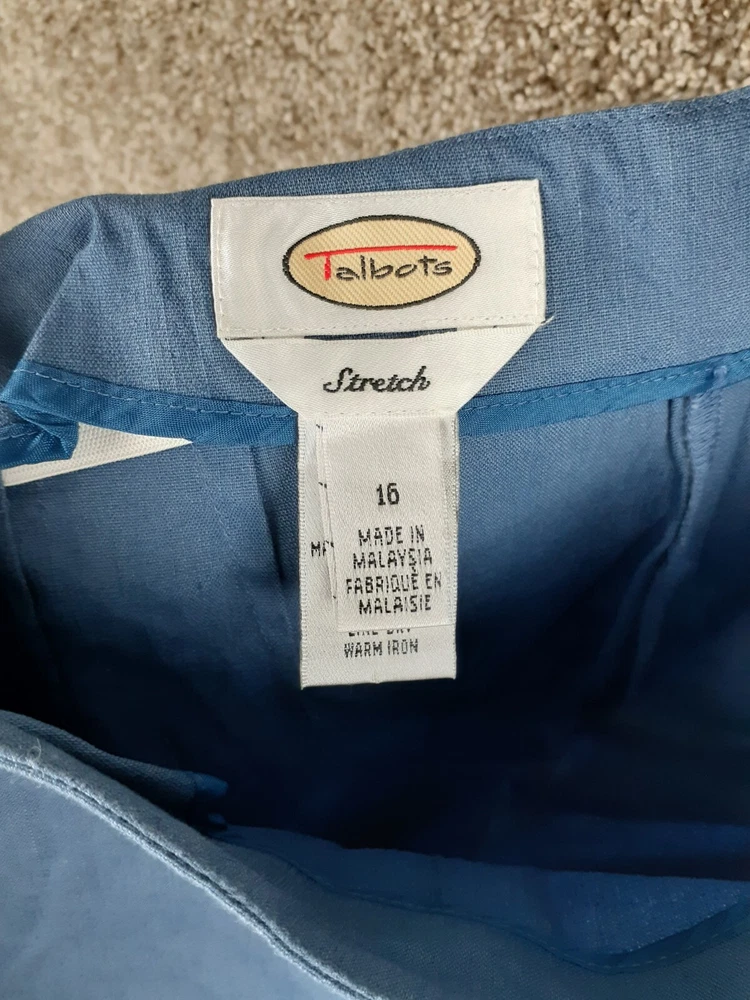 Talbots
Stretch
16
MADE IN
MALAYSIA
FABRIQUÉ EN
MALAISIE
WARM IRON